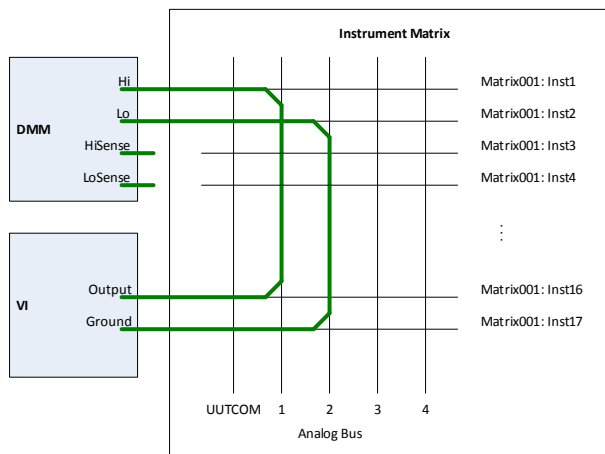 Instrument Matrix
Hi
Matrix001: Inst1
DMM
Lo
Matrix001: Inst2
HiSense
Matrix001: Inst3
LoSense
Matrix001: Inst4
...
VI
Output
Matrix001: Inst16
Ground
Matrix001: Inst17
UUTCOM 1 2 3 4
Analog Bus